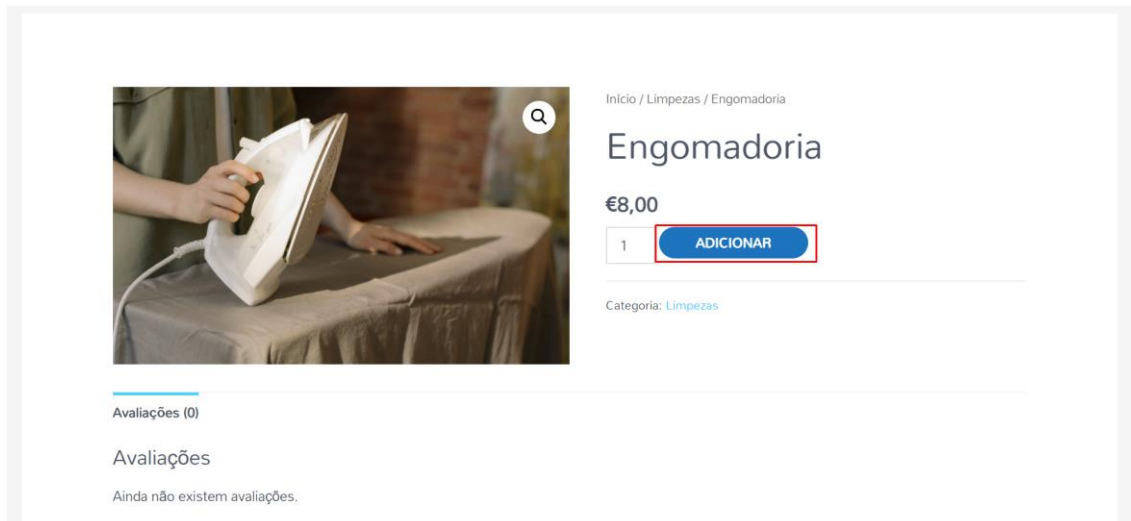 Início / Limpezas / Engomadoria
Engomadoria
€8,00
1
ADICIONAR
Categoria: Limpezas
Avaliações (0)
Avaliações
Ainda não existem avaliações.